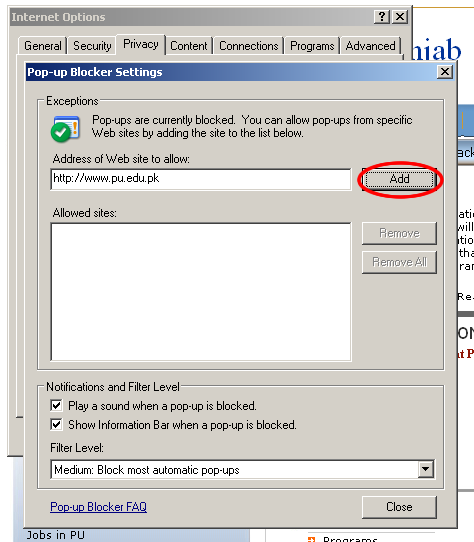 Internet Options
General Security Privacy Content Connections Programs Advanced
Pop-up Blocker Settings
Exceptions
Pop-ups are currently blocked. You can allow pop-ups from specific
Web sites by adding the site to the list below.
Address of Web site to allow:
http://www.pu.edu.pk Add
Allowed sites:
Remove
Remove All
Notifications and Filter Level
Play a sound when a pop-up is blocked.
Show Information Bar when a pop-up is blocked.
Filter Level:
Medium: Block most automatic pop-ups
Pop-up Blocker FAQ Close
Jobs in PU
Programs